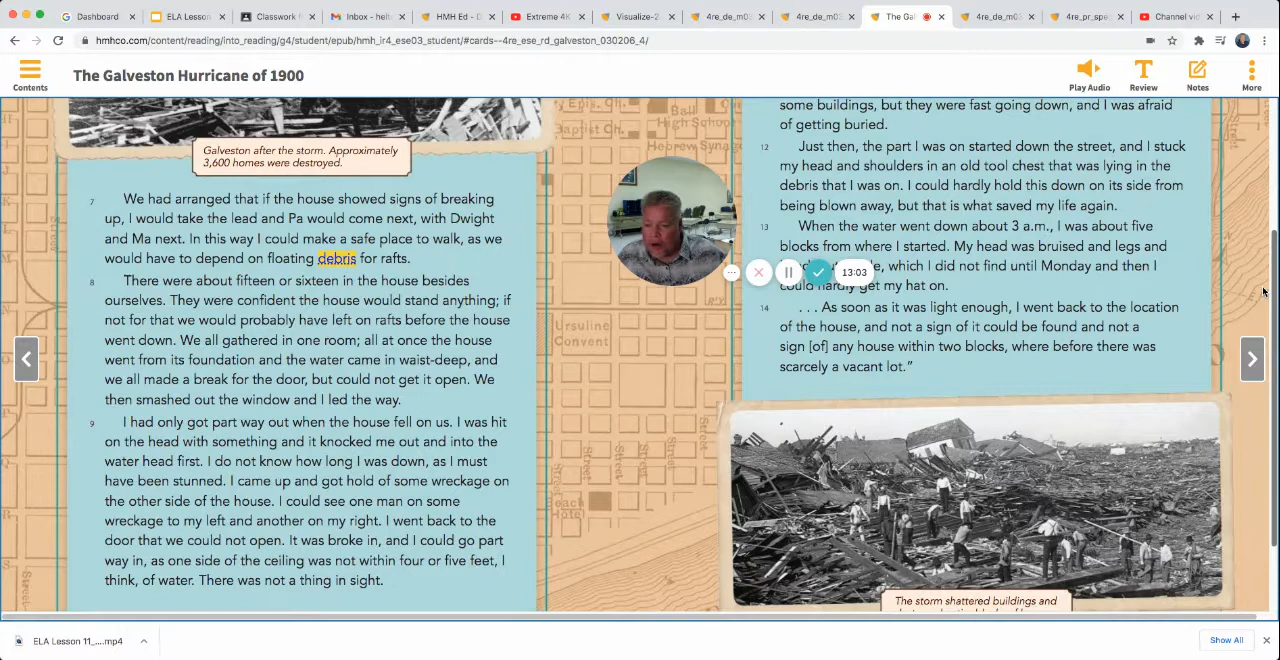 Dashboard
ELA Lesson
Classwork f
Inbox - helt
HMH Ed - D
Extreme 4K
Visualize-2
4re_de_m03
4re_de_m03
The Gal
4re_de_m03
4re_pr_spe
Channel vid
hmhco.com/content/reading/into_reading/g4/student/epub/hmh_ir4_ese03_student/#cards--4re_ese_rd_galveston_030206_4/
Contents
The Galveston Hurricane of 1900
Play Audio
Review
Notes
More
Galveston after the storm. Approximately
3,600 homes were destroyed.
7 We had arranged that if the house showed signs of breaking
up, I would take the lead and Pa would come next, with Dwight
and Ma next. In this way I could make a safe place to walk, as we
would have to depend on floating debris for rafts.
8 There were about fifteen or sixteen in the house besides
ourselves. They were confident the house would stand anything; if
not for that we would probably have left on rafts before the house
went down. We all gathered in one room; all at once the house
went from its foundation and the water came in waist-deep, and
we all made a break for the door, but could not get it open. We
then smashed out the window and I led the way.
9 I had only got part way out when the house fell on us. I was hit
on the head with something and it knocked me out and into the
water head first. I do not know how long I was down, as I must
have been stunned. I came up and got hold of some wreckage on
the other side of the house. I could see one man on some
wreckage to my left and another on my right. I went back to the
door that we could not open. It was broke in, and I could go part
way in, as one side of the ceiling was not within four or five feet, I
think, of water. There was not a thing in sight.
Epis. Ch.
Baptist Ch.
Ball
High School
Hebrew Synag
Ursuline
Convent
Street
Street
Street
Street
Street
Beach
Hotel
Street
some buildings, but they were fast going down, and I was afraid
of getting buried.
12 Just then, the part I was on started down the street, and I stuck
my head and shoulders in an old tool chest that was lying in the
debris that I was on. I could hardly hold this down on its side from
being blown away, but that is what saved my life again.
13 When the water went down about 3 a.m., I was about five
blocks from where I started. My head was bruised and legs and
which I did not find until Monday and then I
could hardly get my hat on.
13:03
14 . . . As soon as it was light enough, I went back to the location
of the house, and not a sign of it could be found and not a
sign [of] any house within two blocks, where before there was
scarcely a vacant lot.”
The storm shattered buildings and
ELA Lesson 11_....mp4
Show All